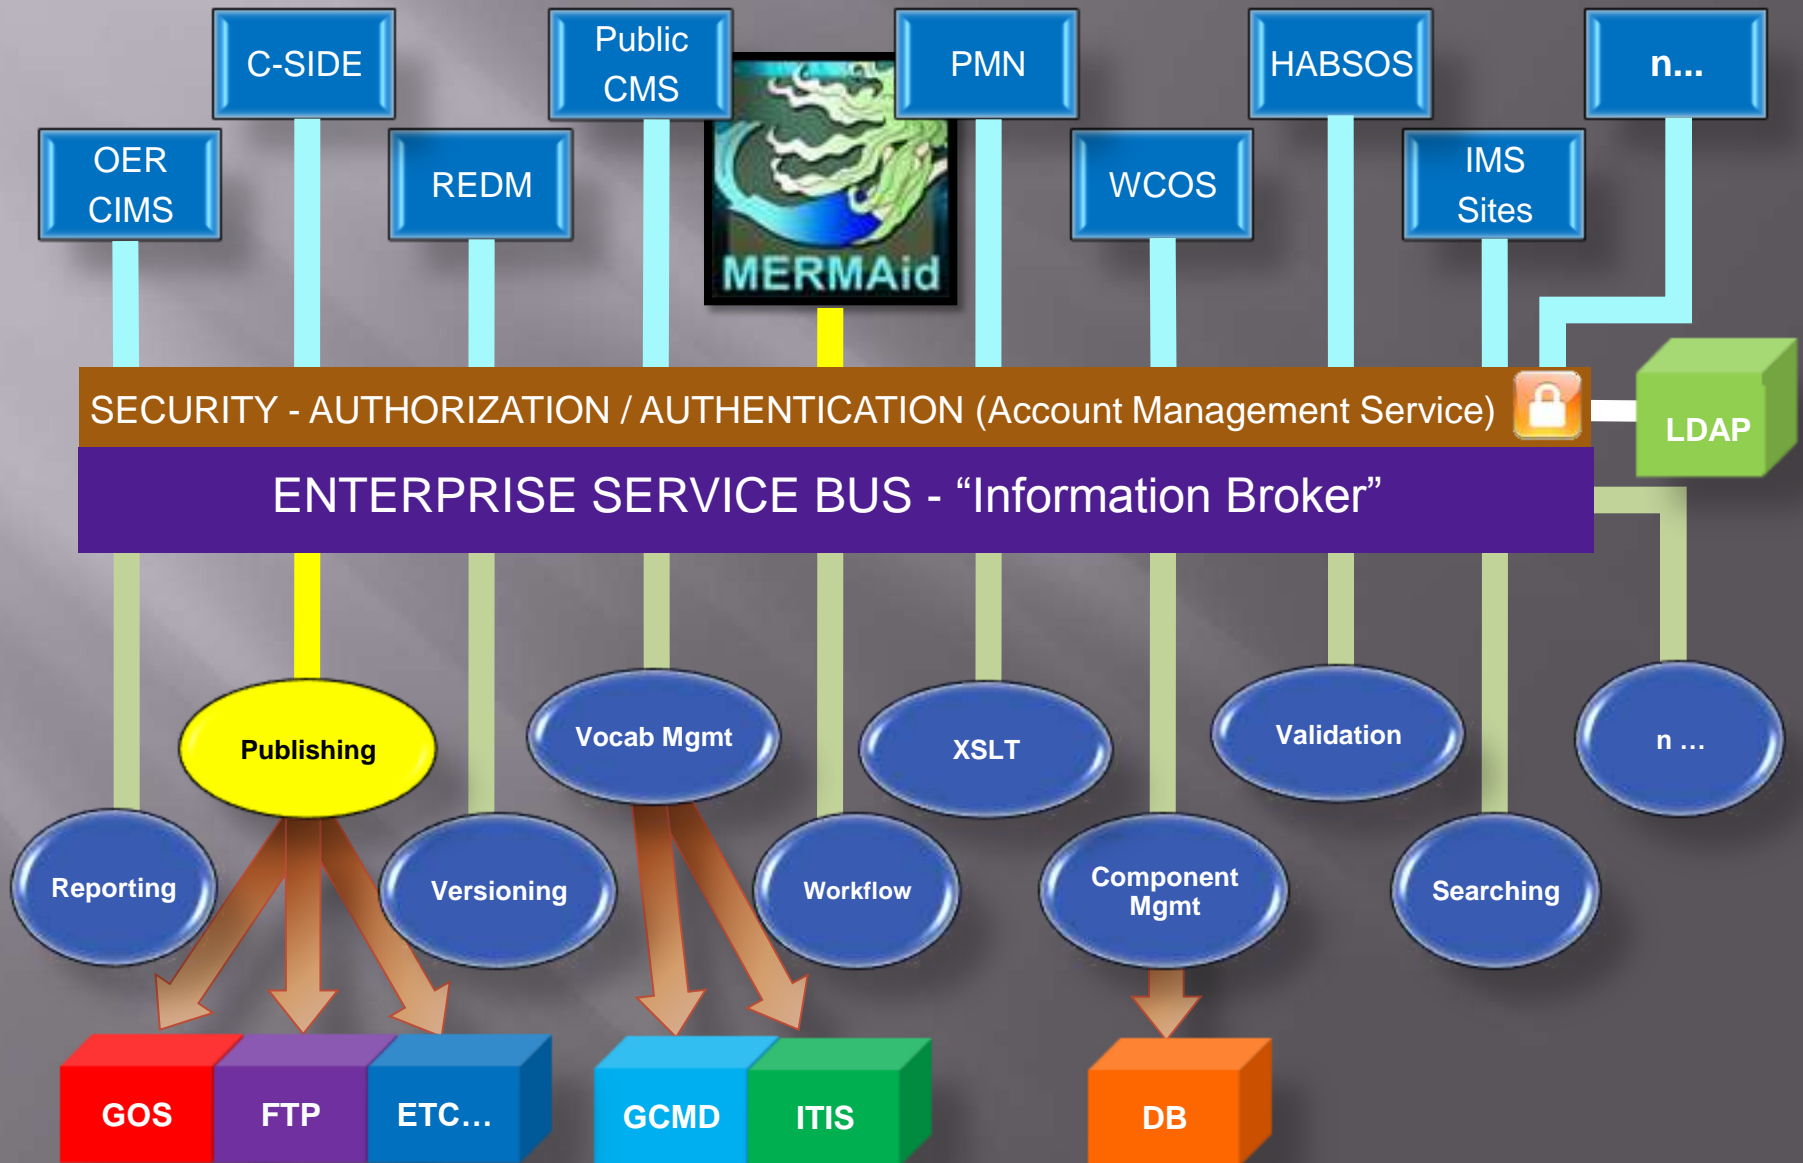 C-SIDE
Public
CMS
PMN
HABSOS
n...
OER
CIMS
REDM
WCOS
IMS
Sites
MERMAid
SECURITY - AUTHORIZATION / AUTHENTICATION (Account Management Service)
LDAP
ENTERPRISE SERVICE BUS - “Information Broker”
Publishing
Vocab Mgmt
XSLT
Validation
n ...
Reporting
Versioning
Workflow
Component
Mgmt
Searching
GOS
FTP
ETC...
GCMD
ITIS
DB